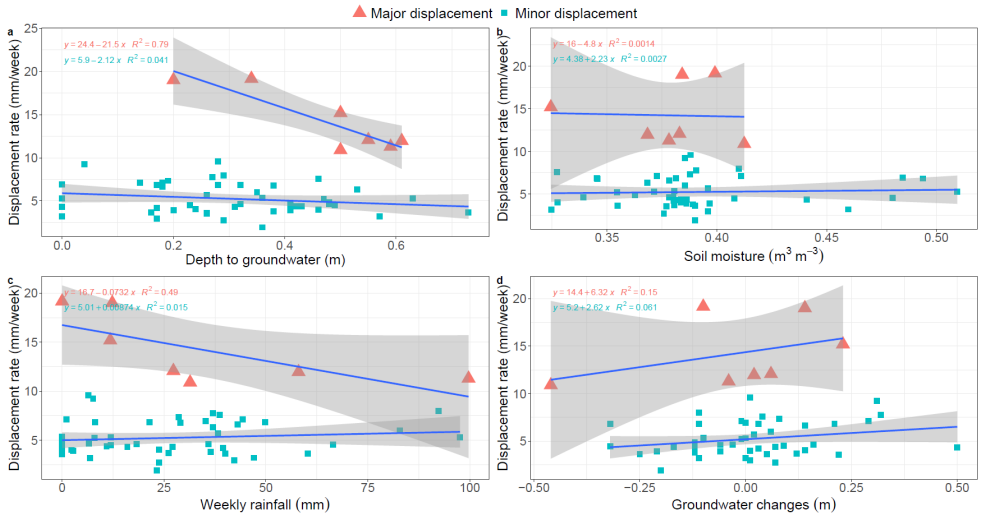 Major displacement Minor displacement
a
y = 24.4 − 21.5 x R² = 0.79
y = 5.9 − 2.12 x R² = 0.041
Displacement rate (mm/week)
25
20
15
10
5
0.0 0.2 0.4 0.6
Depth to groundwater (m)
b
y = 16 − 4.8 x R² = 0.0014
y = 4.38 + 2.23 x R² = 0.0027
Displacement rate (mm/week)
20
15
10
5
0.35 0.40 0.45 0.50
Soil moisture (m³ m⁻³)
c
y = 16.7 − 0.0732 x R² = 0.49
y = 5.01 + 0.00874 x R² = 0.015
Displacement rate (mm/week)
20
15
10
5
0 25 50 75 100
Weekly rainfall (mm)
d
y = 14.4 + 6.32 x R² = 0.15
y = 5.2 + 2.62 x R² = 0.061
Displacement rate (mm/week)
20
15
10
5
−0.50 −0.25 0.00 0.25 0.50
Groundwater changes (m)